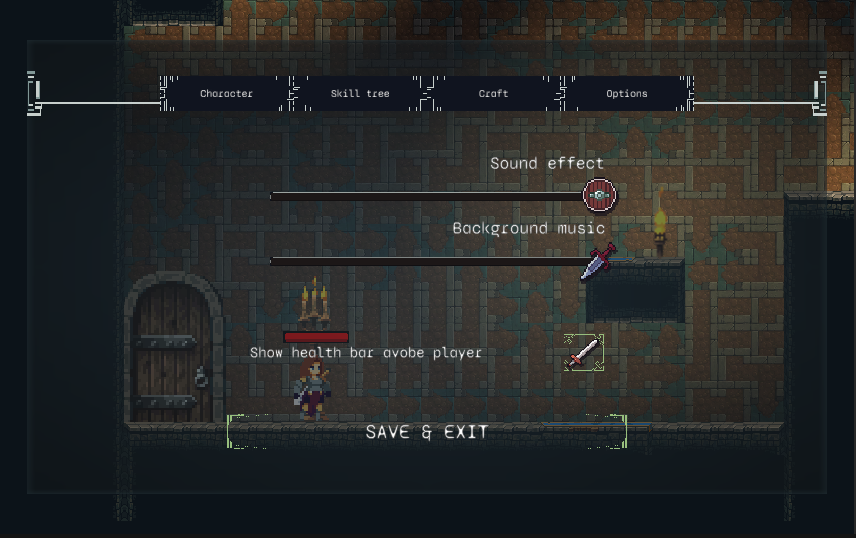 Character
Skill tree
Craft
Options
Sound effect
Background music
Show health bar avobe player
SAVE & EXIT